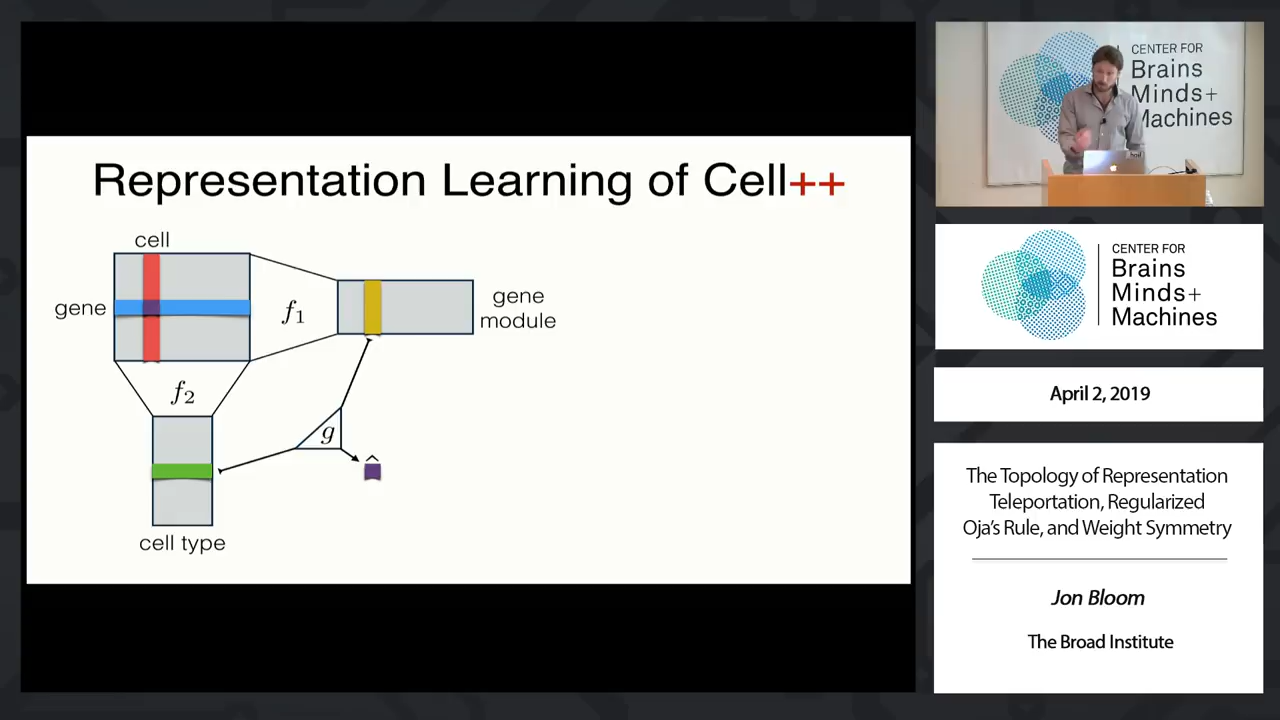 Representation Learning of Cell++
cell
gene
f1
gene
module
f2
g
^
cell type
CENTER FOR
Brains
Minds+
Machines
CENTER FOR
Brains
Minds+
Machines
April 2, 2019
The Topology of Representation
Teleportation, Regularized
Oja's Rule, and Weight Symmetry
Jon Bloom
The Broad Institute